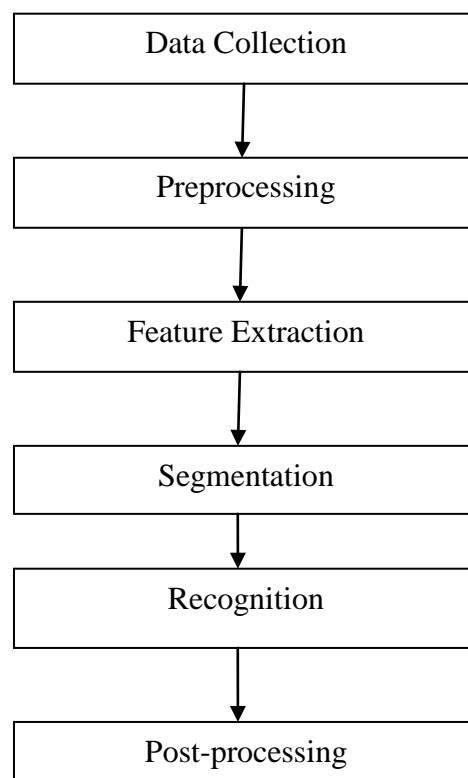 Data Collection
Preprocessing
Feature Extraction
Segmentation
Recognition
Post-processing